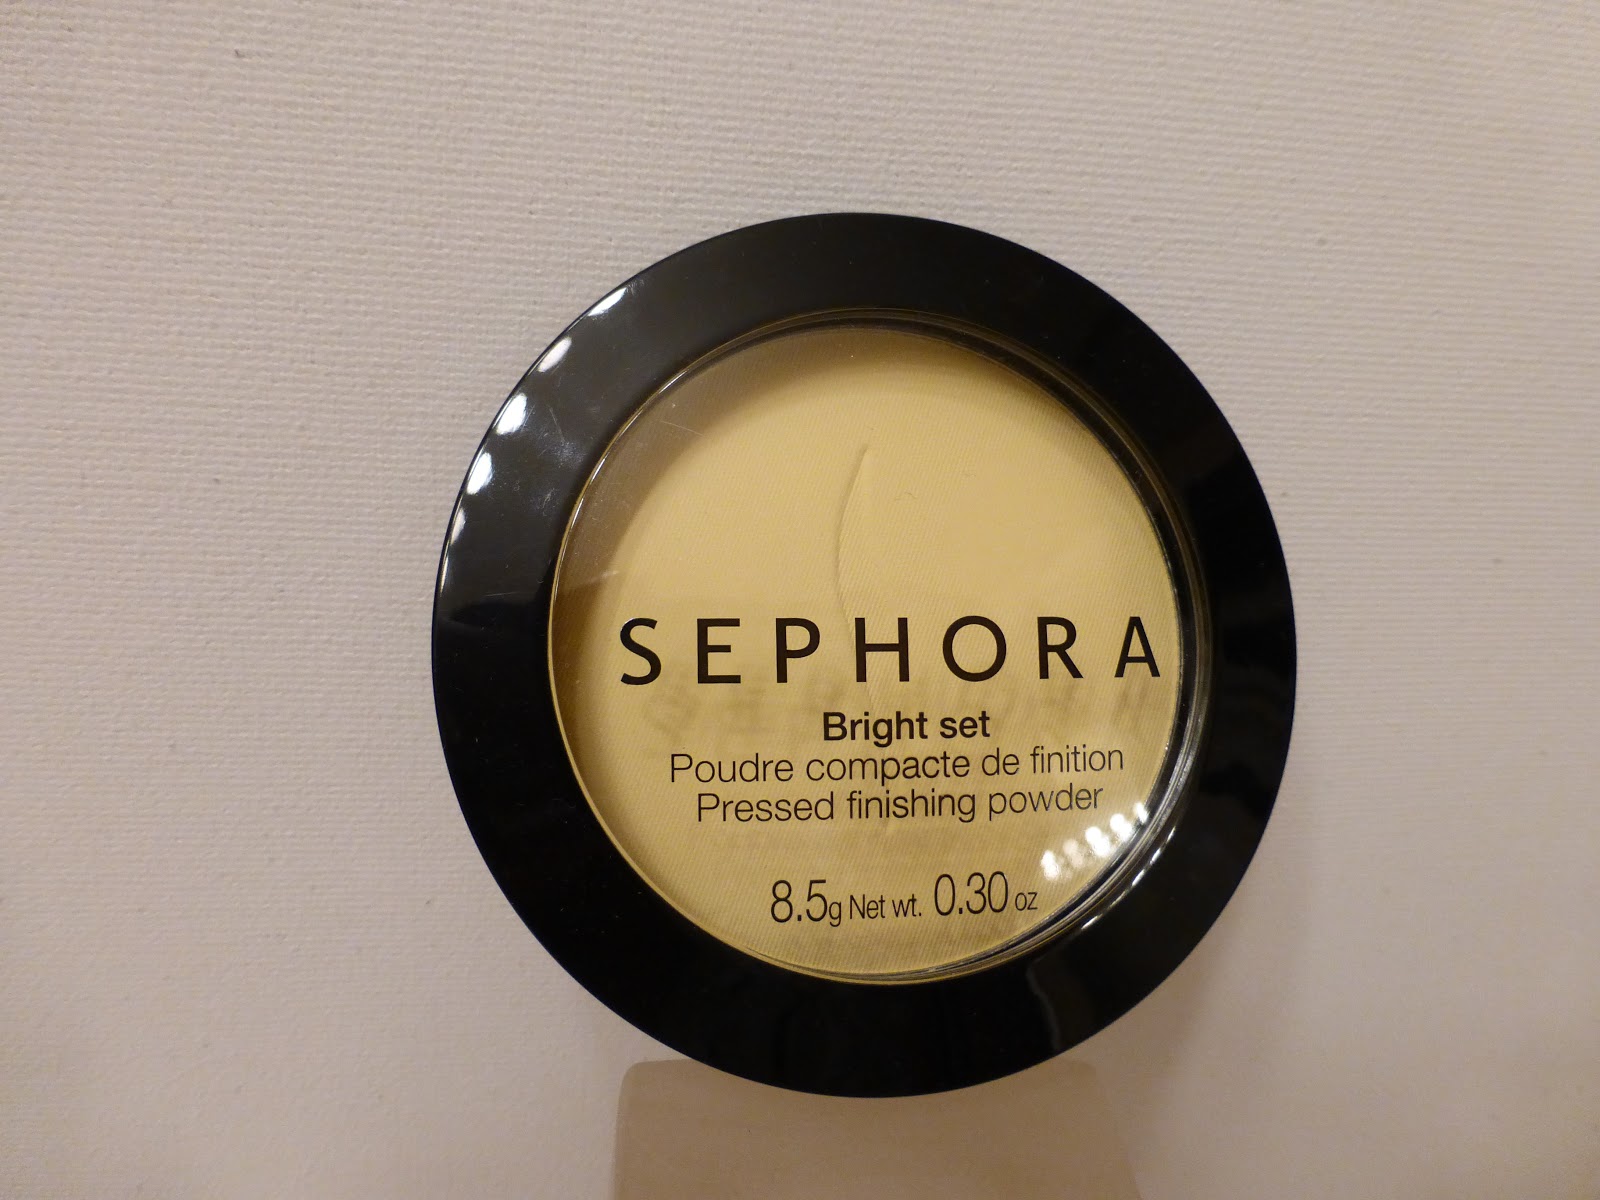 SEPHORA
Bright set
Poudre compacte de finition
Pressed finishing powder
8.5g Net wt. 0.30 oz